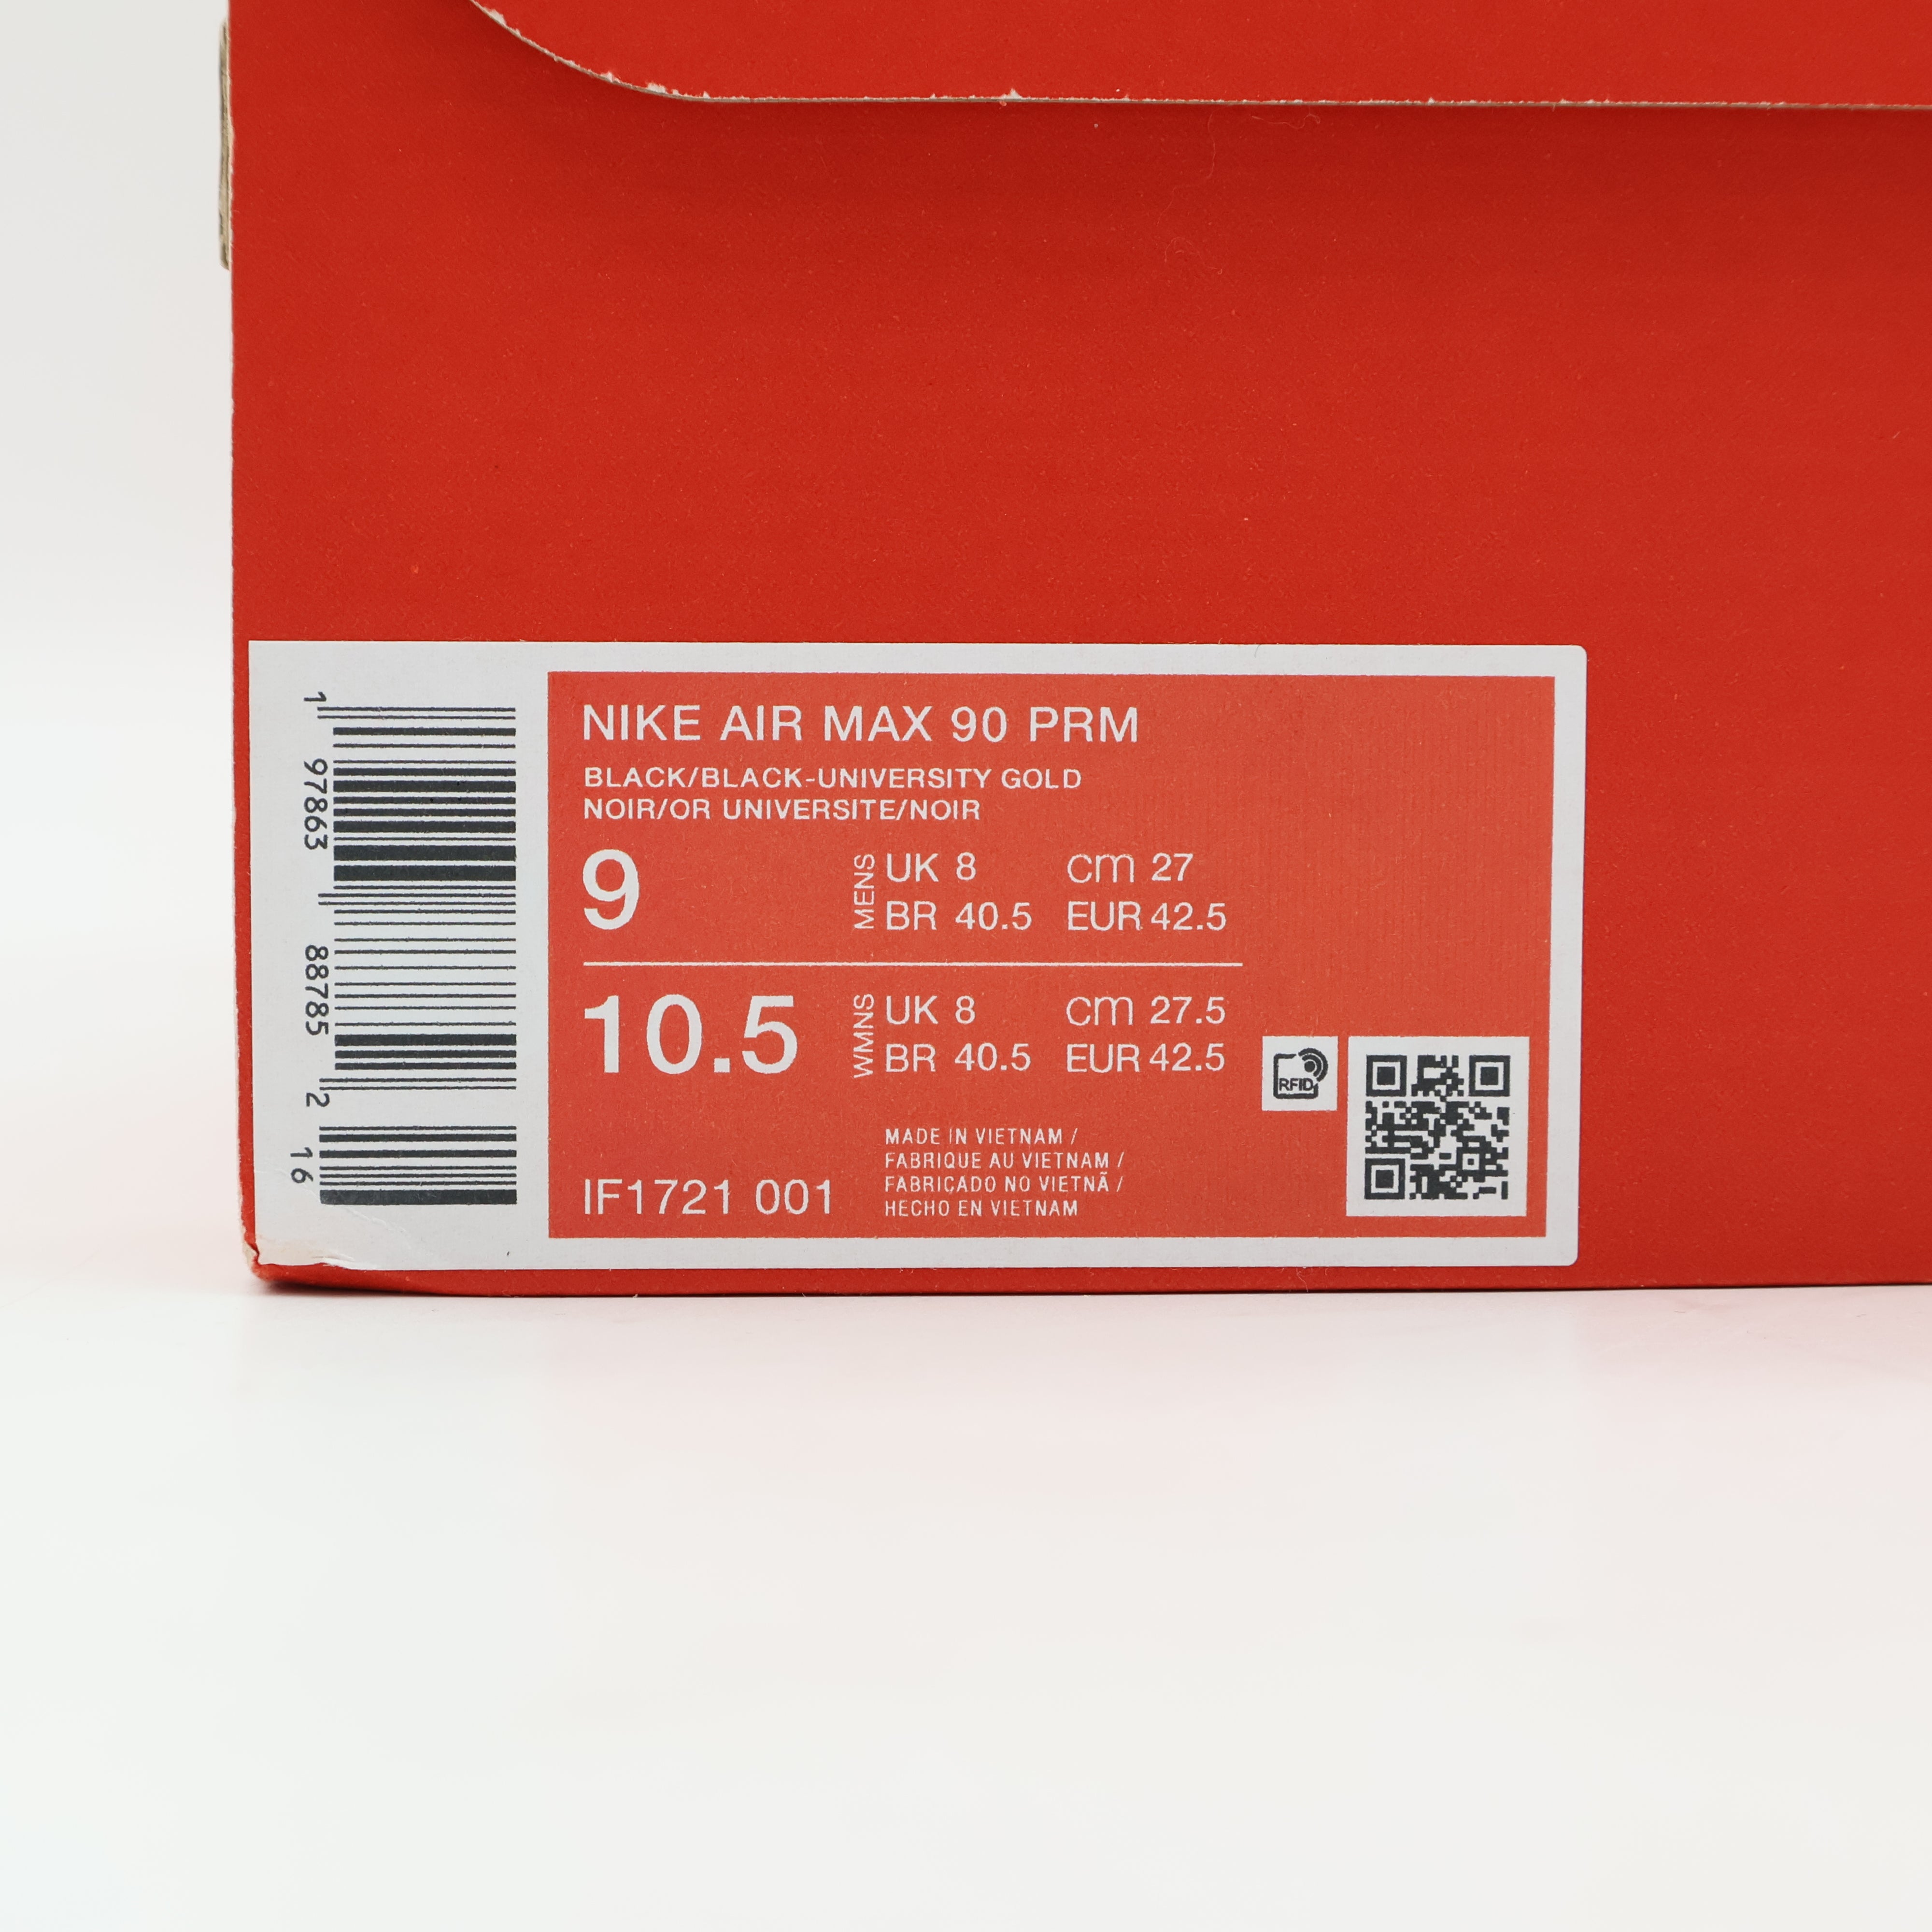 NIKE AIR MAX 90 PRM
BLACK/BLACK-UNIVERSITY GOLD
NOIR/OR UNIVERSITE/NOIR
9
MENS
UK 8 cm 27
BR 40.5 EUR 42.5
10.5
WMNS
UK 8 cm 27.5
BR 40.5 EUR 42.5
IF1721 001
MADE IN VIETNAM /
FABRIQUE AU VIETNAM /
FABRICADO NO VIETNÃ /
HECHO EN VIETNAM
RFID
1 97863 88785 2 16